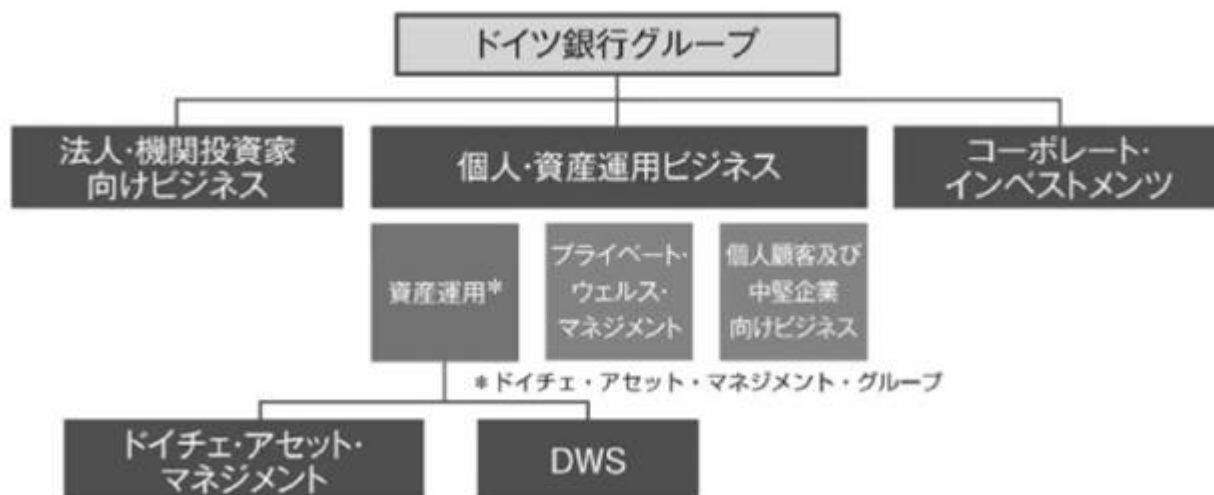 ドイツ銀行グループ
法人・機関投資家
向けビジネス
個人・資産運用ビジネス
コーポレート・
インベストメンツ
資産運用*
プライベート・
ウェルス・
マネジメント
個人顧客及び
中堅企業
向けビジネス
*ドイチェ・アセット・マネジメント・グループ
ドイチェ・アセット・
マネジメント
DWS